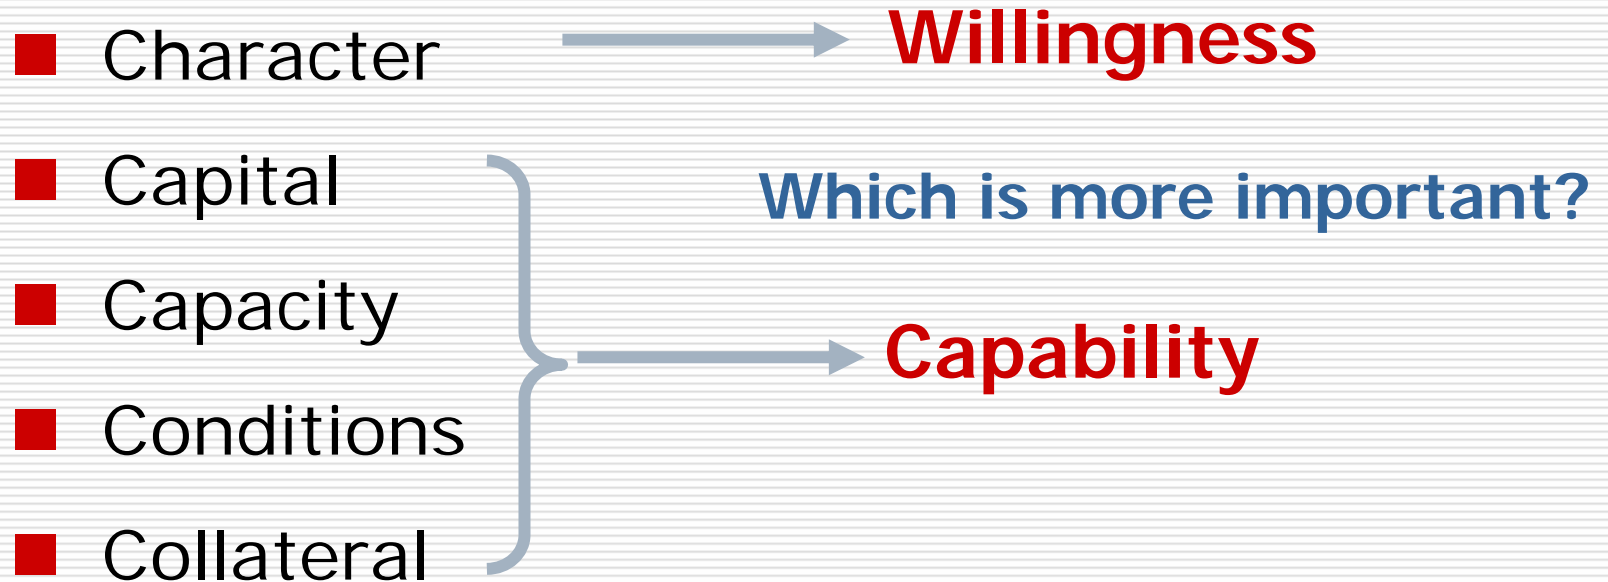 Character
Willingness
Capital
Which is more important?
Capacity
Capability
Conditions
Collateral